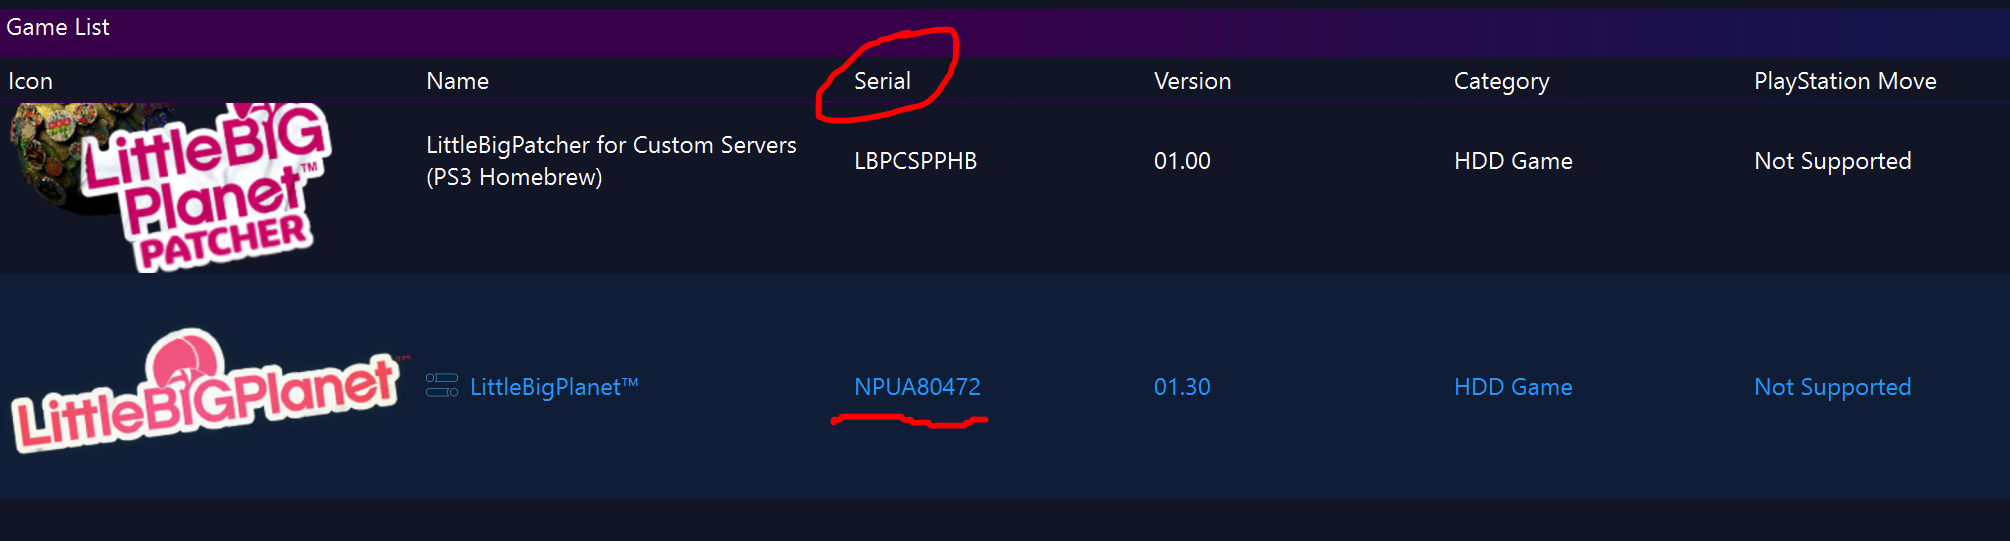 Game List
Icon Name Serial Version Category PlayStation Move
LittleBIG
Planet™
PATCHER
LittleBigPatcher for Custom Servers
(PS3 Homebrew)
LBPCSPPHB 01.00 HDD Game Not Supported
LittleBIGPlanet™
LittleBigPlanet™ NPUA80472 01.30 HDD Game Not Supported